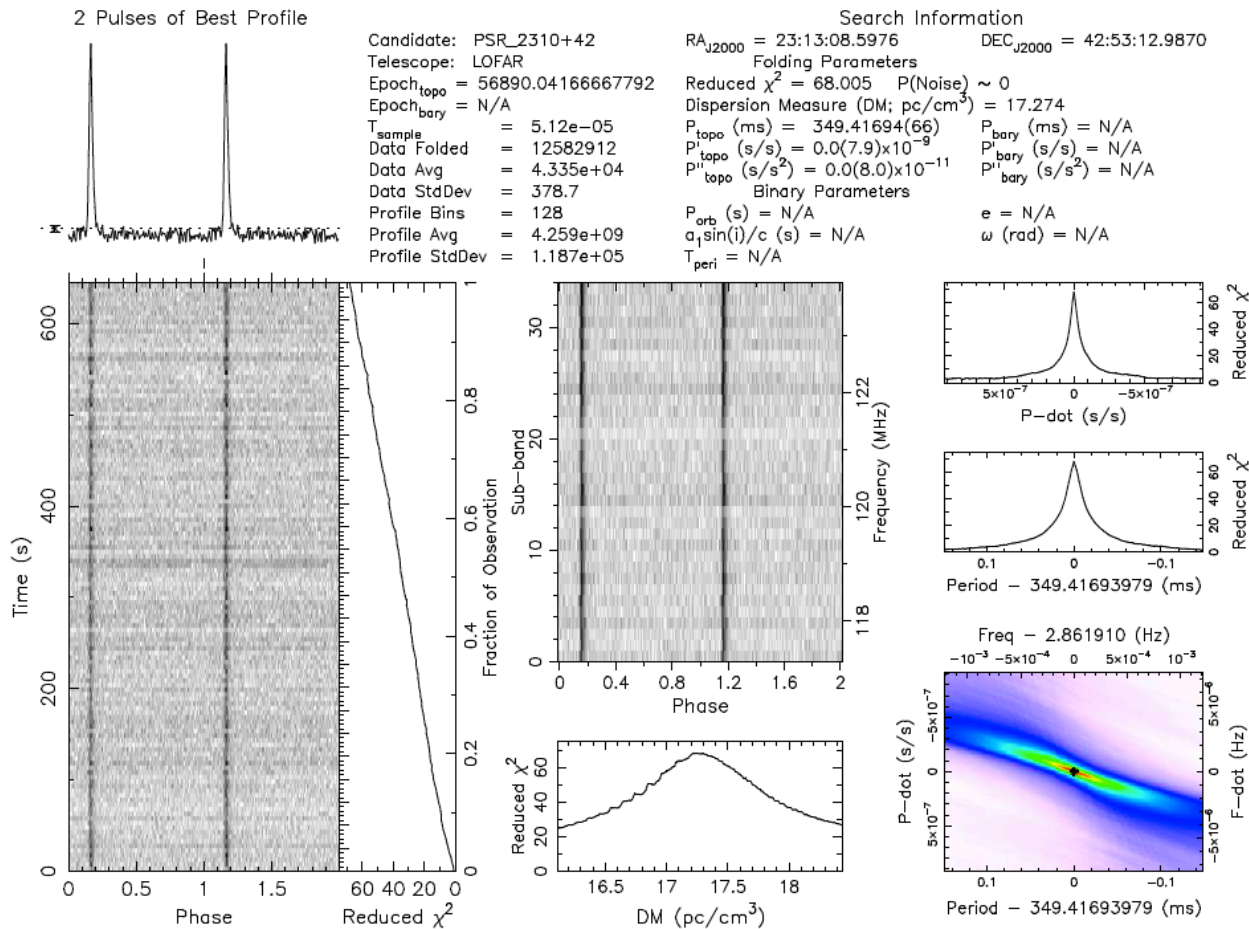 2 Pulses of Best Profile
Search Information
Candidate: PSR_2310+42
Telescope: LOFAR
Epoch_topo = 56890.04166667792
Epoch_bary = N/A
T_sample = 5.12e-05
Data Folded = 12582912
Data Avg = 4.335e+04
Data StdDev = 378.7
Profile Bins = 128
Profile Avg = 4.259e+09
Profile StdDev = 1.187e+05
RA_J2000 = 23:13:08.5976 DEC_J2000 = 42:53:12.9870
Folding Parameters
Reduced χ² = 68.005 P(Noise) ~ 0
Dispersion Measure (DM; pc/cm³) = 17.274
P_topo (ms) = 349.41694(66) P_bary (ms) = N/A
P'_topo (s/s) = 0.0(7.9)x10⁻⁹ P'_bary (s/s) = N/A
P''_topo (s/s²) = 0.0(8.0)x10⁻¹¹ P''_bary (s/s²) = N/A
Binary Parameters
P_orb (s) = N/A e = N/A
a₁sin(i)/c (s) = N/A ω (rad) = N/A
T_peri = N/A
60 40 20 0
0 200 400 600
Time (s)
0 0.5 1 1.5
Phase
0 0.2 0.4 0.6 0.8 1
Fraction of Observation
Reduced χ²
0 10 20 30
Sub-band
118 120 122
Frequency (MHz)
0 0.4 0.8 1.2 1.6 2
Phase
0 20 40 60
Reduced χ²
16.5 17 17.5 18
DM (pc/cm³)
0 20 40 60
Reduced χ²
5×10⁻⁷ 0 -5×10⁻⁷
P-dot (s/s)
0 20 40 60
Reduced χ²
0.1 0 -0.1
Period - 349.41693979 (ms)
Freq - 2.861910 (Hz)
-10⁻³ -5×10⁻⁴ 0 5×10⁻⁴ 10⁻³
-5×10⁻⁷ 0 5×10⁻⁷
P-dot (s/s)
5×10⁻⁶ 0 -5×10⁻⁶
F-dot (Hz)
0.1 0 -0.1
Period - 349.41693979 (ms)